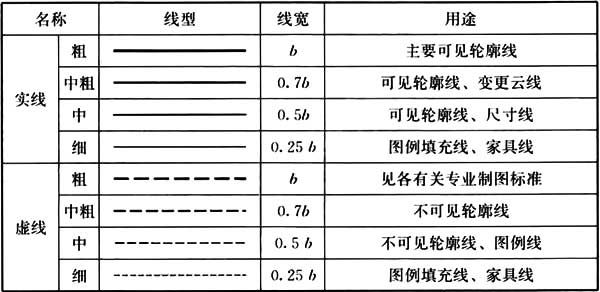 名称 线型 线宽 用途
实线 粗 b 主要可见轮廓线
中粗 0.7b 可见轮廓线、变更云线
中 0.5b 可见轮廓线、尺寸线
细 0.25 b 图例填充线、家具线
虚线 粗 b 见各有关专业制图标准
中粗 0.7b 不可见轮廓线
中 0.5 b 不可见轮廓线、图例线
细 0.25 b 图例填充线、家具线